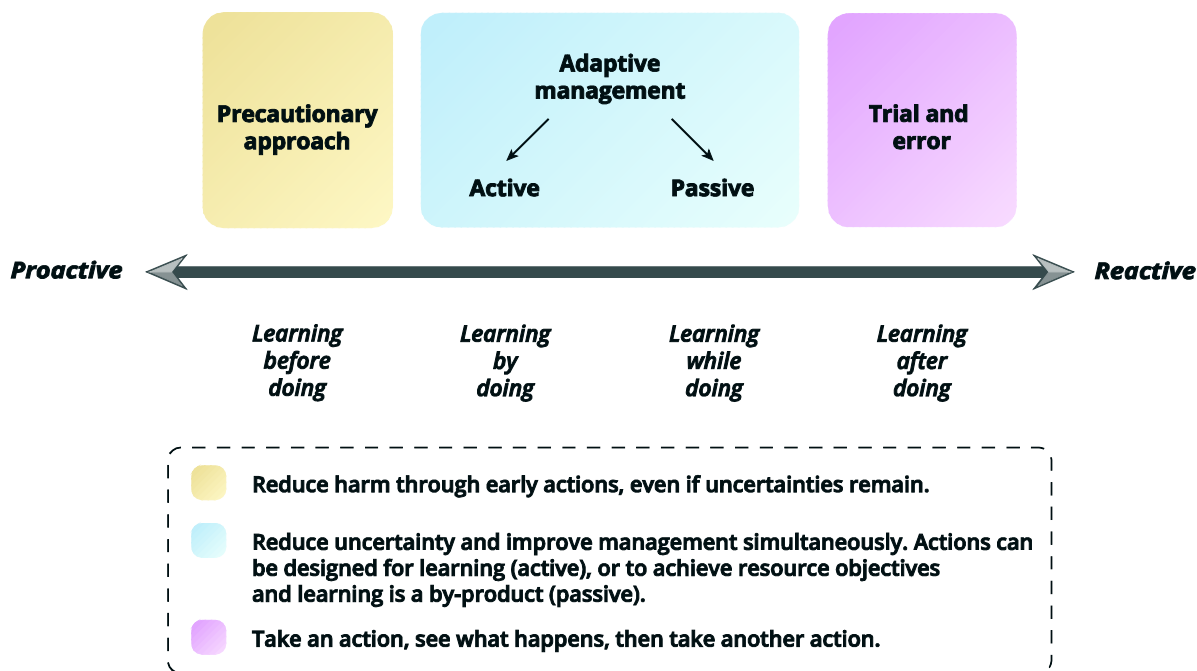 Precautionary
approach
Adaptive
management
Active
Passive
Trial and
error
Proactive
Reactive
Learning
before
doing
Learning
by
doing
Learning
while
doing
Learning
after
doing
Reduce harm through early actions, even if uncertainties remain.
Reduce uncertainty and improve management simultaneously. Actions can
be designed for learning (active), or to achieve resource objectives
and learning is a by-product (passive).
Take an action, see what happens, then take another action.